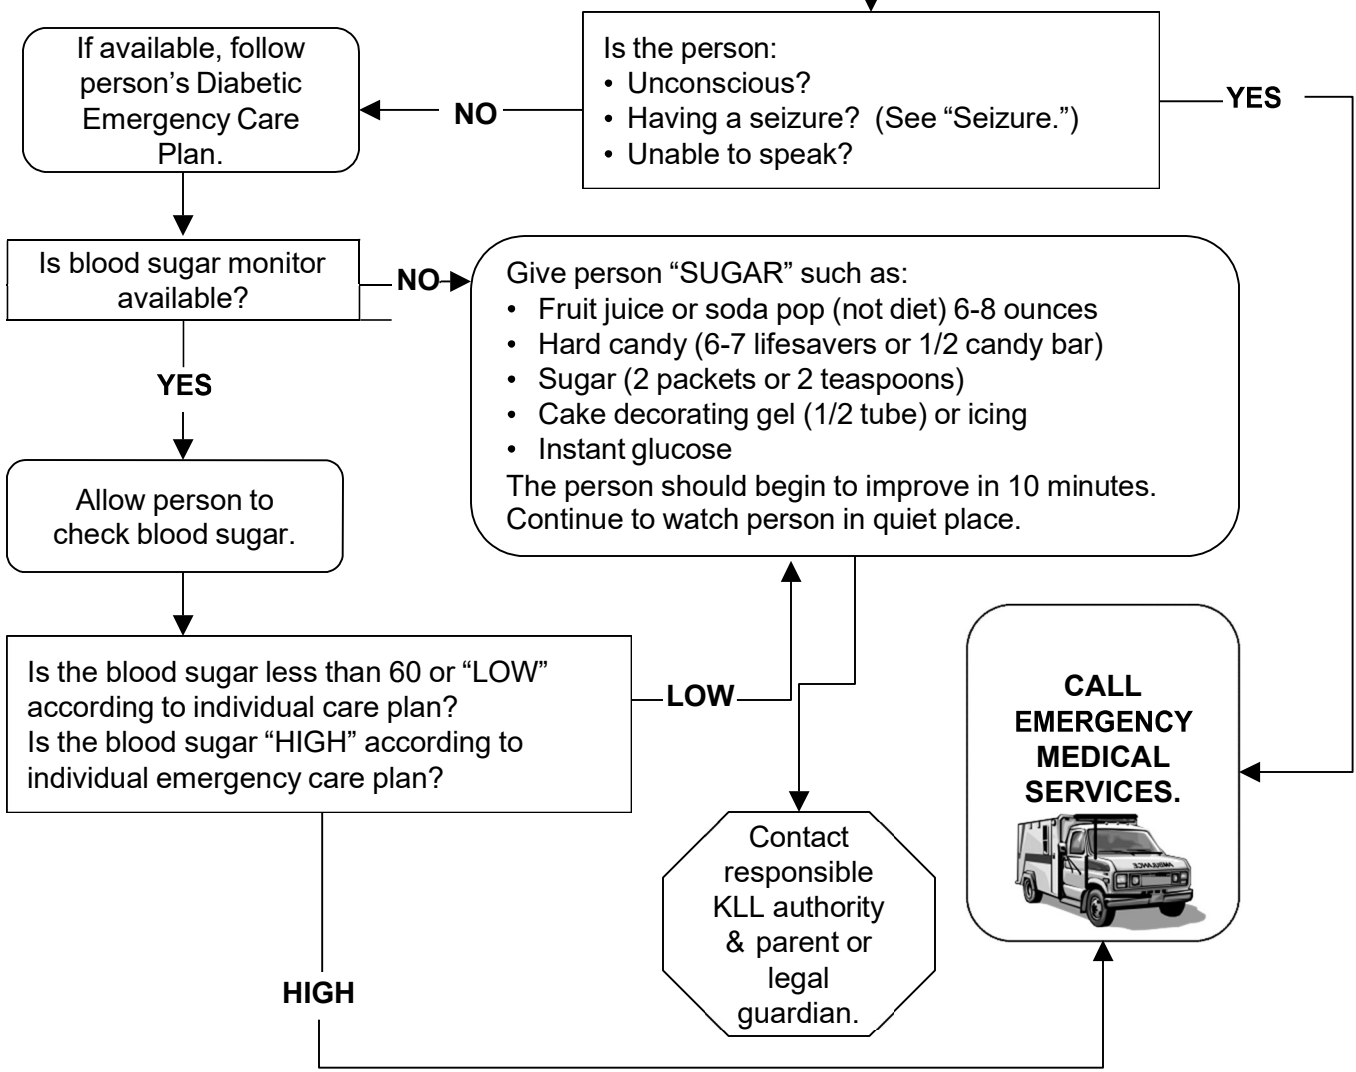 If available, follow
person’s Diabetic
Emergency Care
Plan.
NO
Is the person:
• Unconscious?
• Having a seizure? (See “Seizure.”)
• Unable to speak?
YES
Is blood sugar monitor
available?
NO
Give person “SUGAR” such as:
• Fruit juice or soda pop (not diet) 6-8 ounces
• Hard candy (6-7 lifesavers or 1/2 candy bar)
• Sugar (2 packets or 2 teaspoons)
• Cake decorating gel (1/2 tube) or icing
• Instant glucose
The person should begin to improve in 10 minutes.
Continue to watch person in quiet place.
YES
Allow person to
check blood sugar.
Is the blood sugar less than 60 or “LOW”
according to individual care plan?
Is the blood sugar “HIGH” according to
individual emergency care plan?
LOW
CALL
EMERGENCY
MEDICAL
SERVICES.
AMBULANCE
Contact
responsible
KLL authority
& parent or
legal
guardian.
HIGH